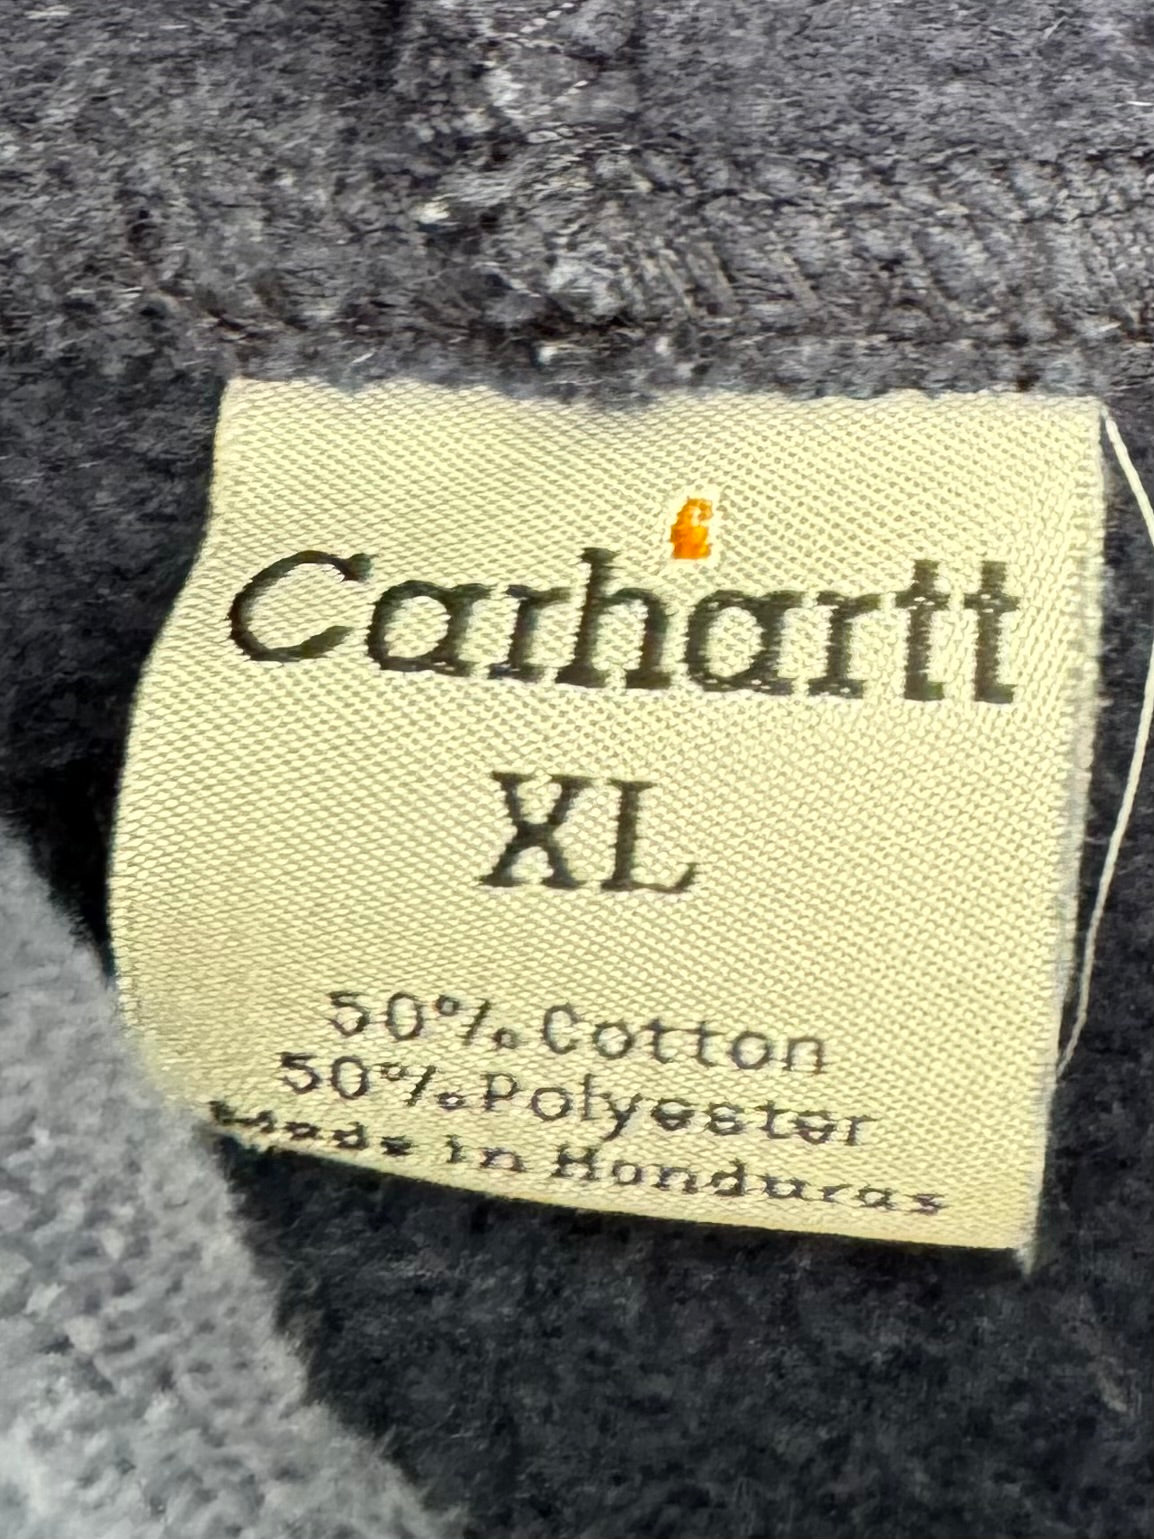 Carhartt
XL
50% Cotton
50% Polyester
Made in Honduras